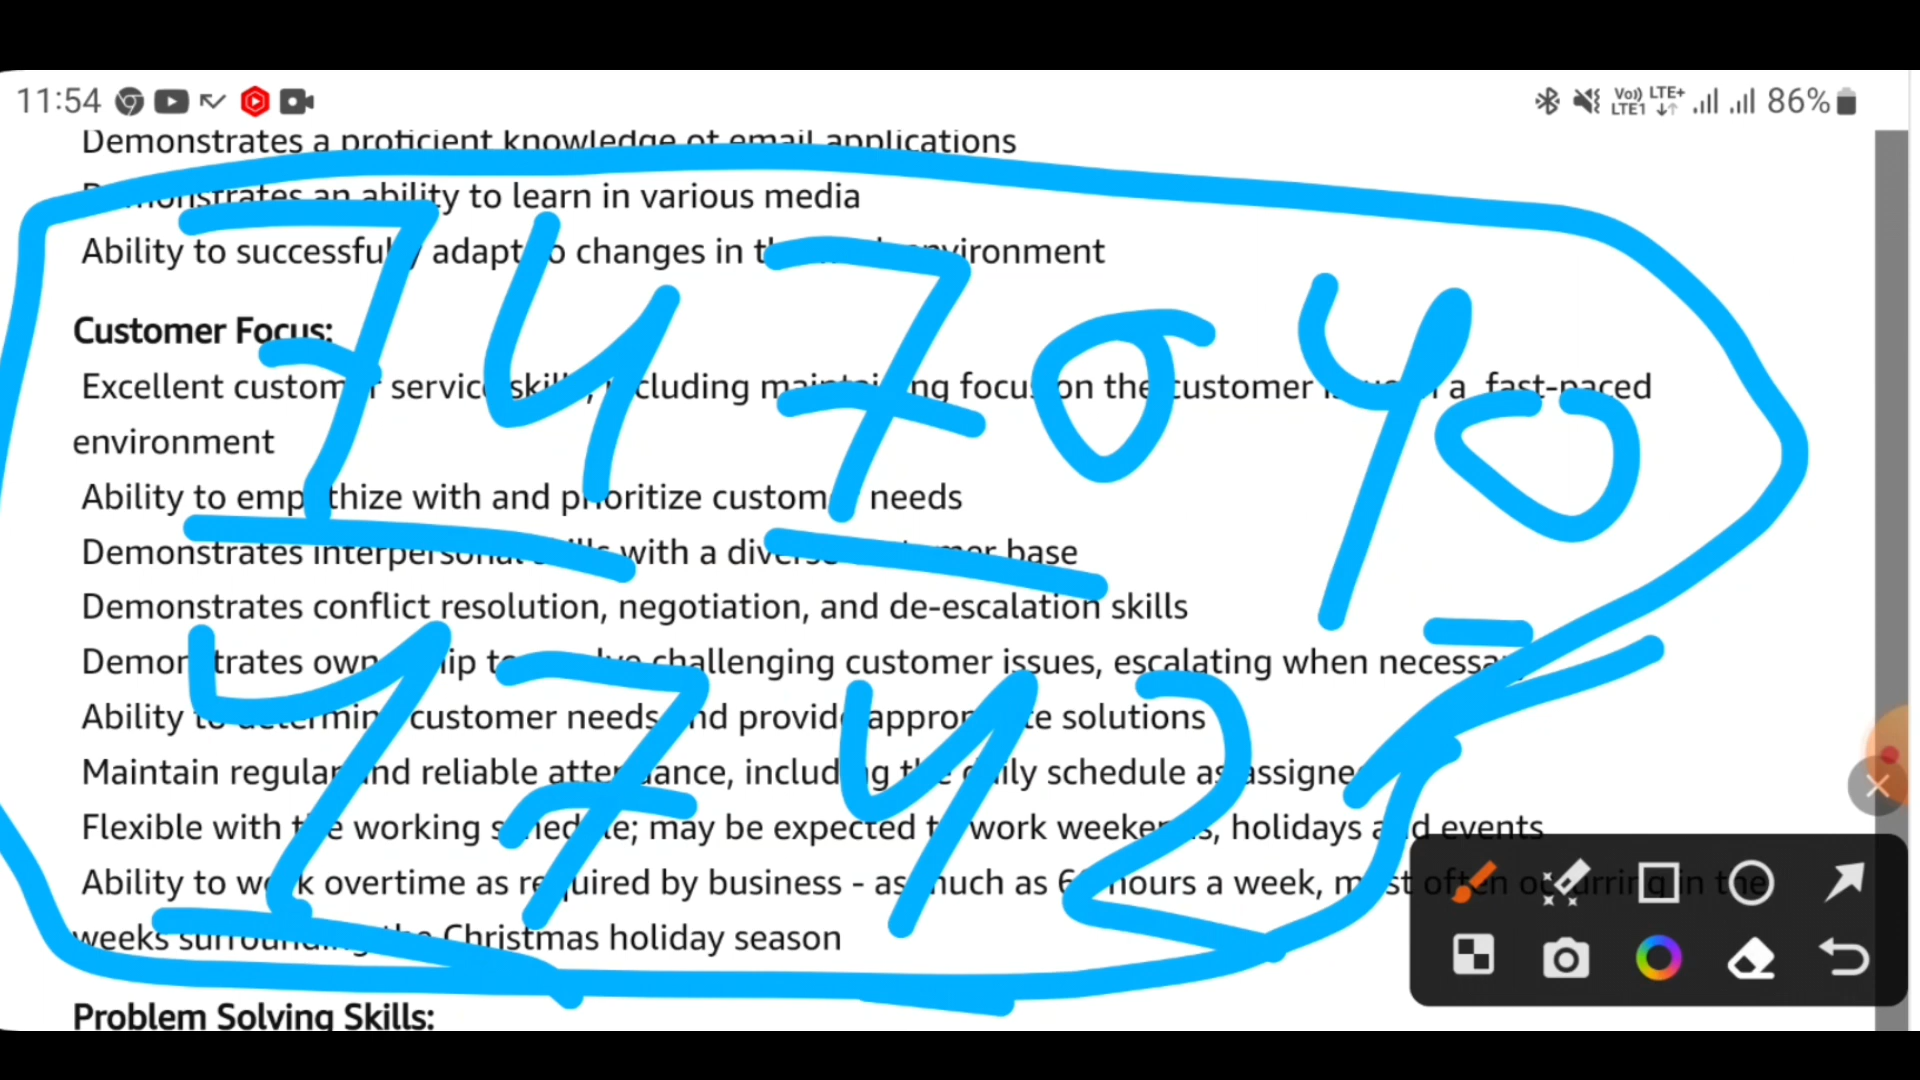 11:54 Vo)) LTE+ LTE1 86%
Demonstrates a proficient knowledge of email applications
Demonstrates an ability to learn in various media
Ability to successfully adapt to changes in the environment
747040
Customer Focus:
Excellent customer service skills, including maintaining focus on the customer issues in a fast-paced
environment
Ability to empathize with and prioritize customer needs
Demonstrates interpersonal skills with a diverse customer base
Demonstrates conflict resolution, negotiation, and de-escalation skills
Demonstrates ownership to resolve challenging customer issues, escalating when necessary
4742
Ability to determine customer needs and provide appropriate solutions
Maintain regular and reliable attendance, including the daily schedule as assigned
Flexible with the working schedule; may be expected to work weekends, holidays and events
Ability to work overtime as required by business - as much as 60 hours a week, most often occurring in the
weeks surrounding the Christmas holiday season
Problem Solving Skills: